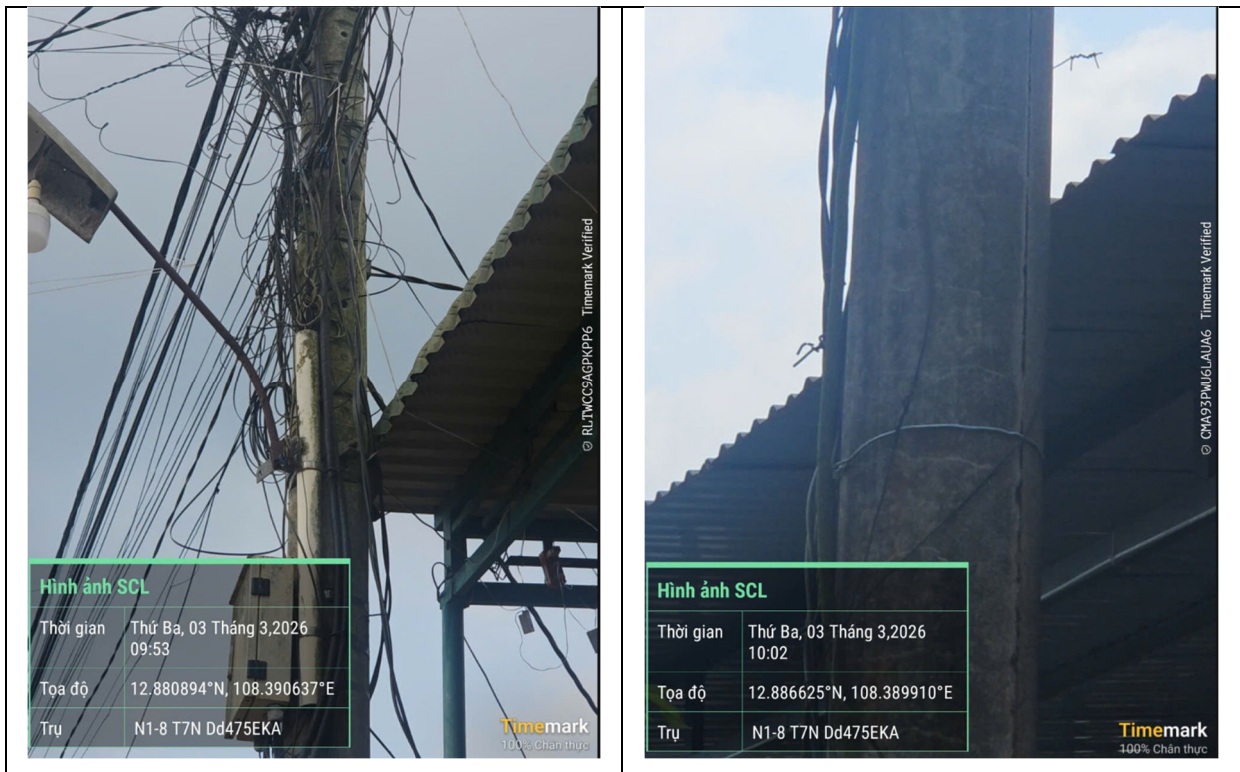 RLTWCC9AGPKPP6 Timemark Verified
Hình ảnh SCL
Thời gian
Thứ Ba, 03 Tháng 3,2026
09:53
Tọa độ
12.880894°N, 108.390637°E
Trụ
N1-8 T7N Dd475EKA
Timemark
100% Chân thực
CMA93PWU6LAUA6 Timemark Verified
Hình ảnh SCL
Thời gian
Thứ Ba, 03 Tháng 3,2026
10:02
Tọa độ
12.886625°N, 108.389910°E
Trụ
N1-8 T7N Dd475EKA
Timemark
100% Chân thực